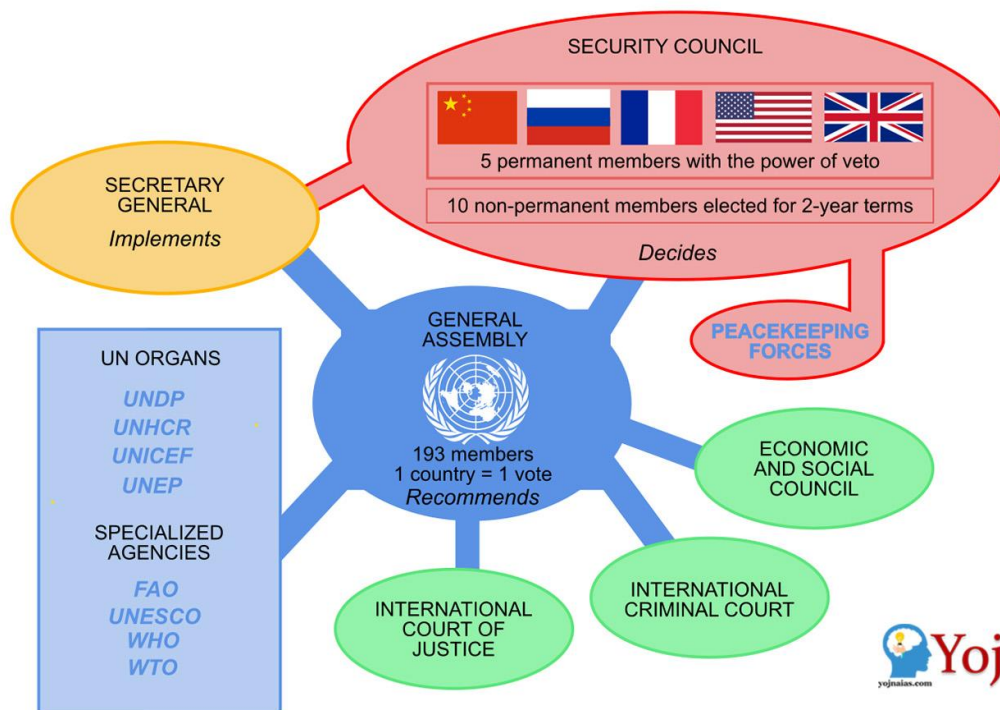 SECURITY COUNCIL
5 permanent members with the power of veto
10 non-permanent members elected for 2-year terms
Decides
SECRETARY
GENERAL
Implements
PEACEKEEPING
FORCES
GENERAL
ASSEMBLY
193 members
1 country = 1 vote
Recommends
UN ORGANS
UNDP
UNHCR
UNICEF
UNEP
SPECIALIZED
AGENCIES
FAO
UNESCO
WHO
WTO
ECONOMIC
AND SOCIAL
COUNCIL
INTERNATIONAL
CRIMINAL COURT
INTERNATIONAL
COURT OF
JUSTICE
Yoj
yojnaias.com